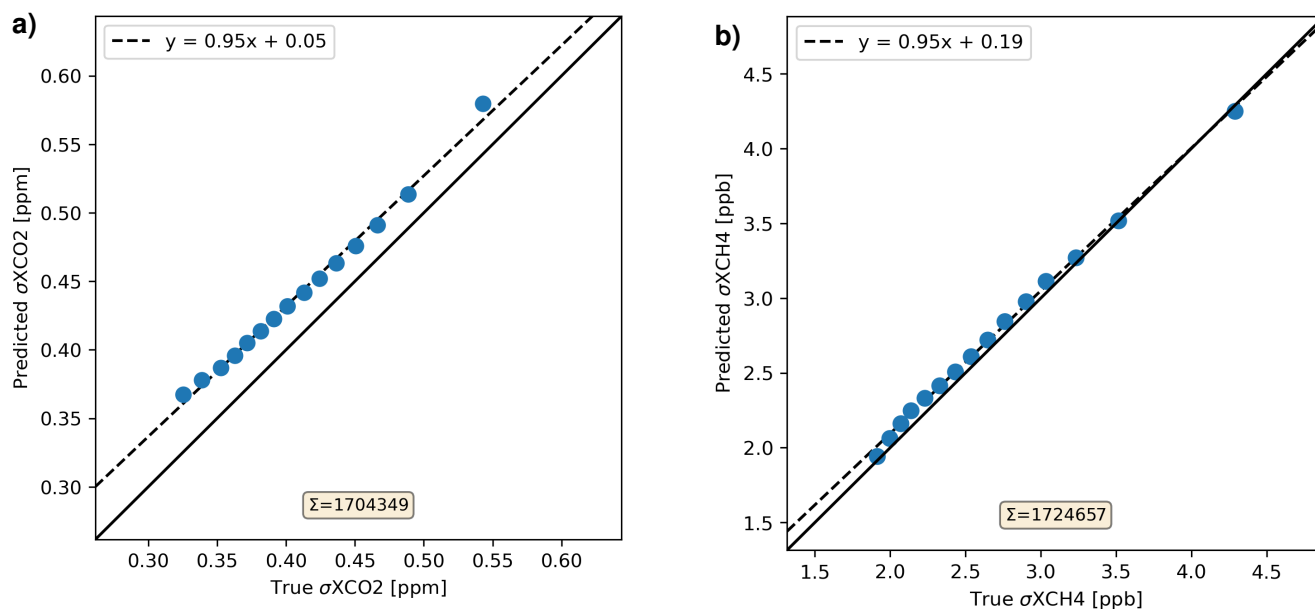 a)
y = 0.95x + 0.05
0.60
0.55
0.50
0.45
0.40
0.35
0.30
Predicted σXCO2 [ppm]
Σ=1704349
0.30 0.35 0.40 0.45 0.50 0.55 0.60
True σXCO2 [ppm]
b)
y = 0.95x + 0.19
4.5
4.0
3.5
3.0
2.5
2.0
1.5
Predicted σXCH4 [ppb]
Σ=1724657
1.5 2.0 2.5 3.0 3.5 4.0 4.5
True σXCH4 [ppb]